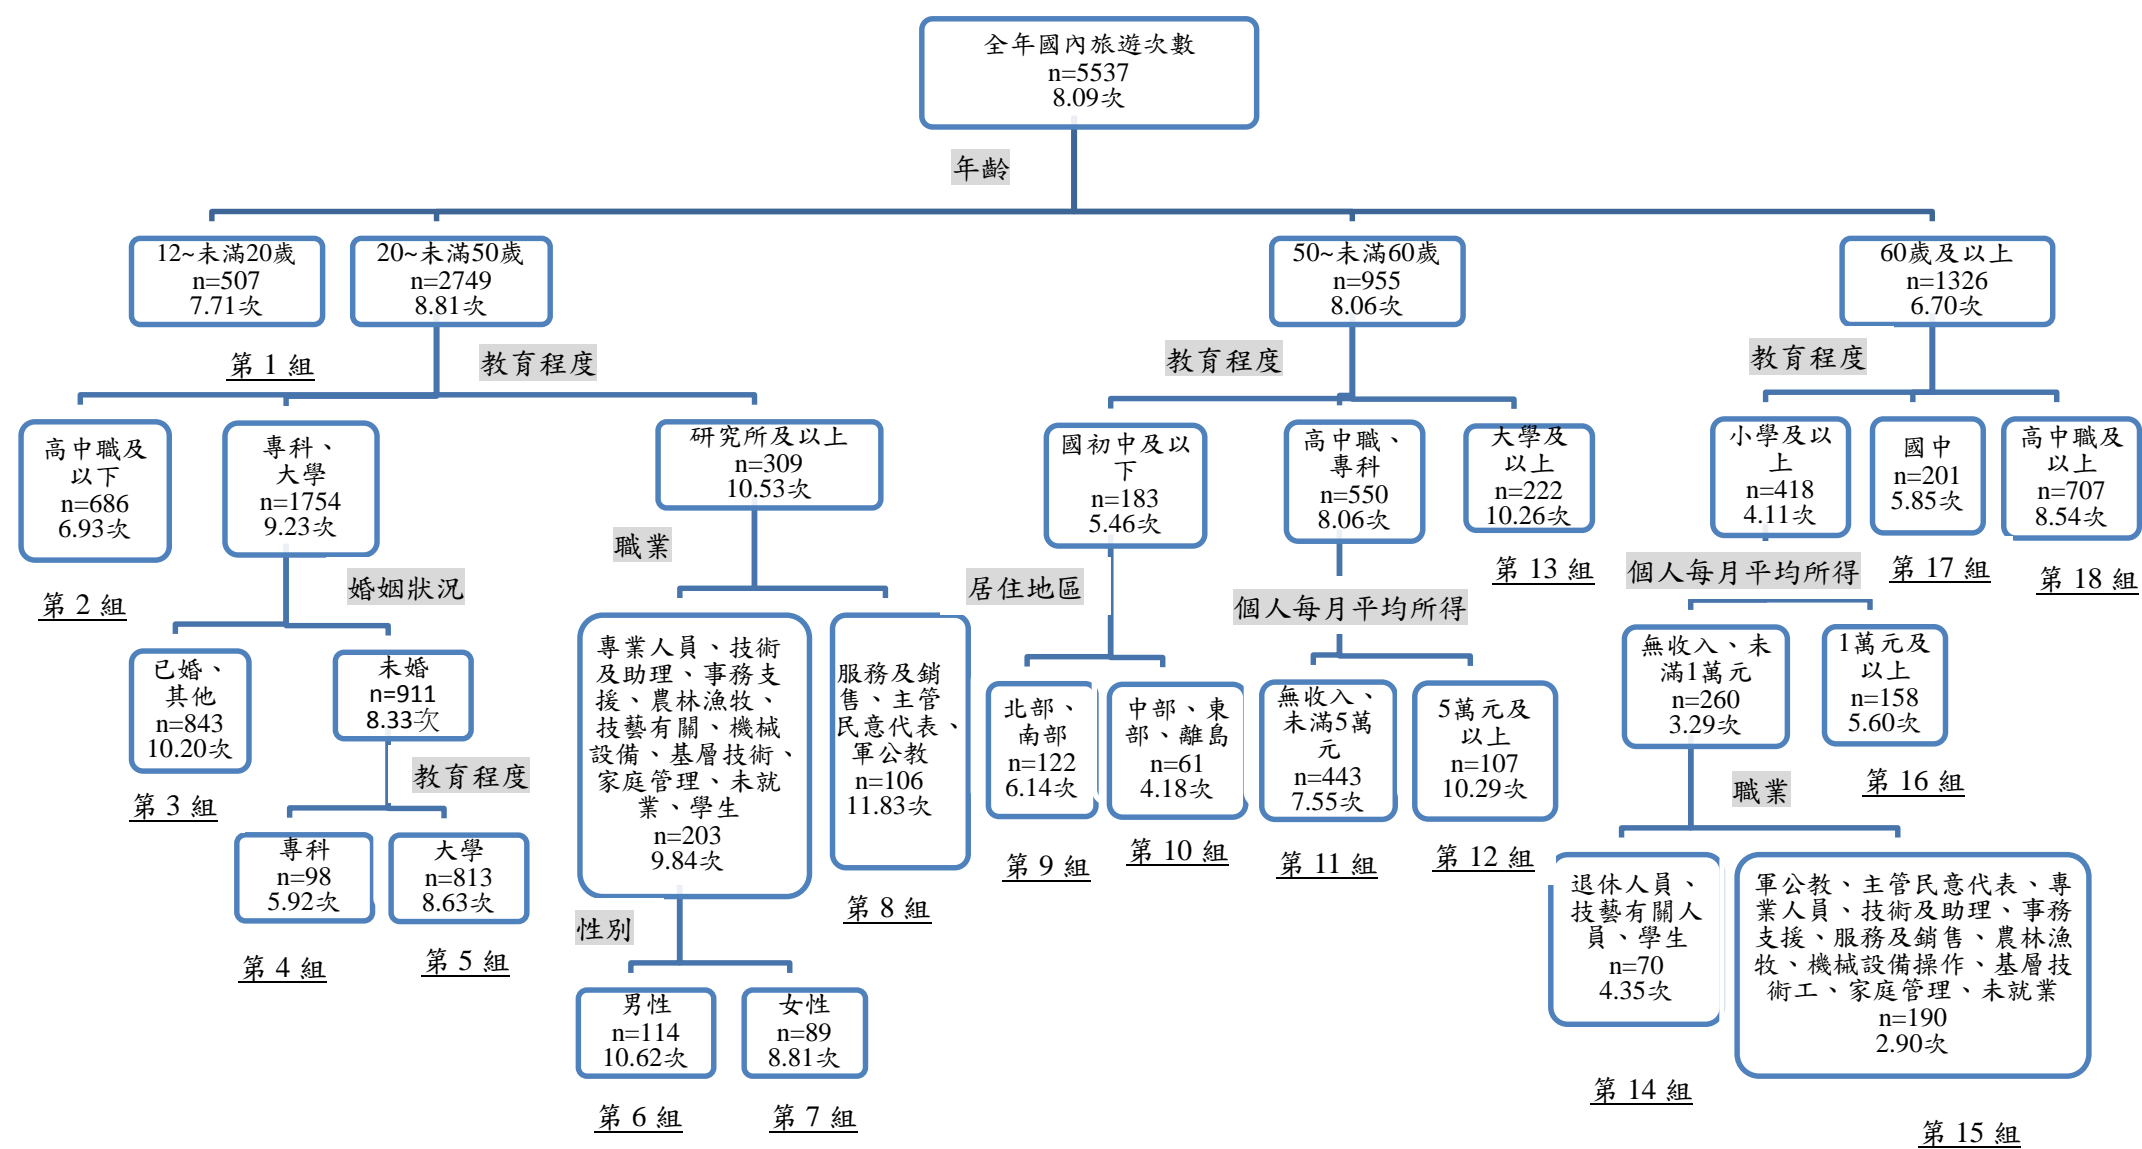 全年國內旅遊次數
n=5537
8.09次
年齡
12~未滿20歲
n=507
7.71次
第 1 組
20~未滿50歲
n=2749
8.81次
50~未滿60歲
n=955
8.06次
60歲及以上
n=1326
6.70次
教育程度
教育程度
教育程度
高中職及
以下
n=686
6.93次
第 2 組
專科、
大學
n=1754
9.23次
研究所及以上
n=309
10.53次
國初中及以
下
n=183
5.46次
高中職、
專科
n=550
8.06次
大學及
以上
n=222
10.26次
第 13 組
小學及以
上
n=418
4.11次
國中
n=201
5.85次
第 17 組
高中職及
以上
n=707
8.54次
第 18 組
婚姻狀況
職業
居住地區
個人每月平均所得
個人每月平均所得
已婚、
其他
n=843
10.20次
第 3 組
未婚
n=911
8.33次
教育程度
專科
n=98
5.92次
第 4 組
大學
n=813
8.63次
第 5 組
專業人員、技術
及助理、事務支
援、農林漁牧、
技藝有關、機械
設備、基層技術、
家庭管理、未就
業、學生
n=203
9.84次
服務及銷
售、主管
民意代表、
軍公教
n=106
11.83次
第 8 組
性別
男性
n=114
10.62次
第 6 組
女性
n=89
8.81次
第 7 組
北部、
南部
n=122
6.14次
第 9 組
中部、東
部、離島
n=61
4.18次
第 10 組
無收入、
未滿5萬
元
n=443
7.55次
第 11 組
5萬元及
以上
n=107
10.29次
第 12 組
無收入、未
滿1萬元
n=260
3.29次
1萬元及
以上
n=158
5.60次
第 16 組
職業
退休人員、
技藝有關人
員、學生
n=70
4.35次
第 14 組
軍公教、主管民意代表、專
業人員、技術及助理、事務
支援、服務及銷售、農林漁
牧、機械設備操作、基層技
術工、家庭管理、未就業
n=190
2.90次
第 15 組